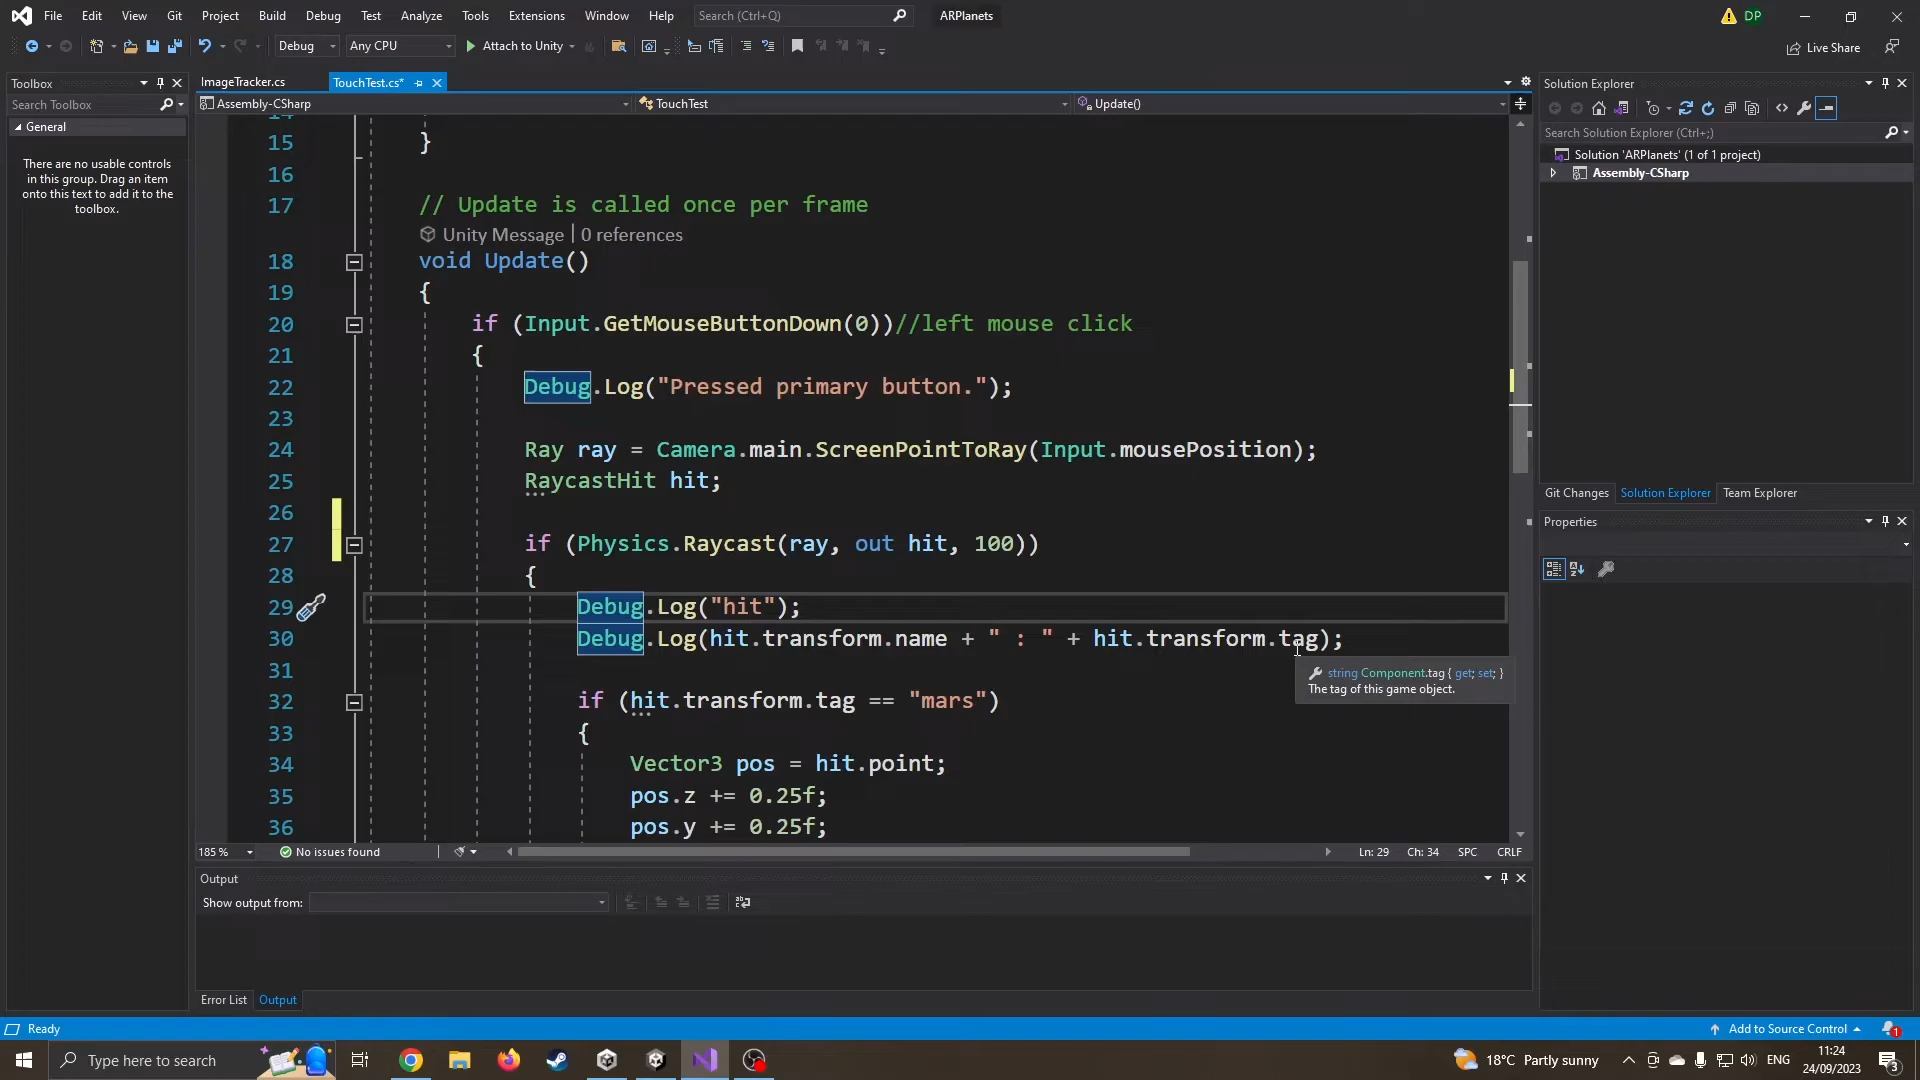 File Edit View Git Project Build Debug Test Analyze Tools Extensions Window Help Search (Ctrl+Q) ARPlanets DP
Debug Any CPU Attach to Unity Live Share
Toolbox
Search Toolbox
General
There are no usable controls
in this group. Drag an item
onto this text to add it to the
toolbox.
ImageTracker.cs TouchTest.cs*
Assembly-CSharp TouchTest Update()
14
15 }
16
17 // Update is called once per frame
Unity Message | 0 references
18 void Update()
19 {
20 if (Input.GetMouseButtonDown(0))//left mouse click
21 {
22 Debug.Log("Pressed primary button.");
23
24 Ray ray = Camera.main.ScreenPointToRay(Input.mousePosition);
25 RaycastHit hit;
26
27 if (Physics.Raycast(ray, out hit, 100))
28 {
29 Debug.Log("hit");
30 Debug.Log(hit.transform.name + " : " + hit.transform.tag);
string Component.tag { get; set; }
The tag of this game object.
31
32 if (hit.transform.tag == "mars")
33 {
34 Vector3 pos = hit.point;
35 pos.z += 0.25f;
36 pos.y += 0.25f;
185 % No issues found Ln: 29 Ch: 34 SPC CRLF
Output
Show output from:
Error List Output
Solution Explorer
Search Solution Explorer (Ctrl+;)
Solution 'ARPlanets' (1 of 1 project)
Assembly-CSharp
Git Changes Solution Explorer Team Explorer
Properties
Ready Add to Source Control 1
Type here to search 18°C Partly sunny ENG 11:24
24/09/2023 3